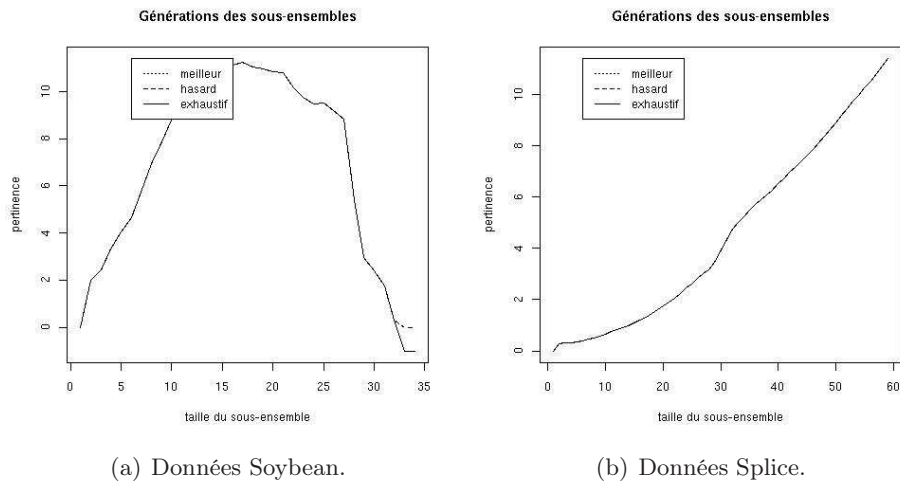 Générations des sous-ensembles
meilleur
hasard
exhaustif
pertinence
0 2 4 6 8 10
0 5 10 15 20 25 30 35
taille du sous-ensemble
(a) Données Soybean.
Générations des sous-ensembles
meilleur
hasard
exhaustif
pertinence
0 2 4 6 8 10
0 10 20 30 40 50 60
taille du sous-ensemble
(b) Données Splice.